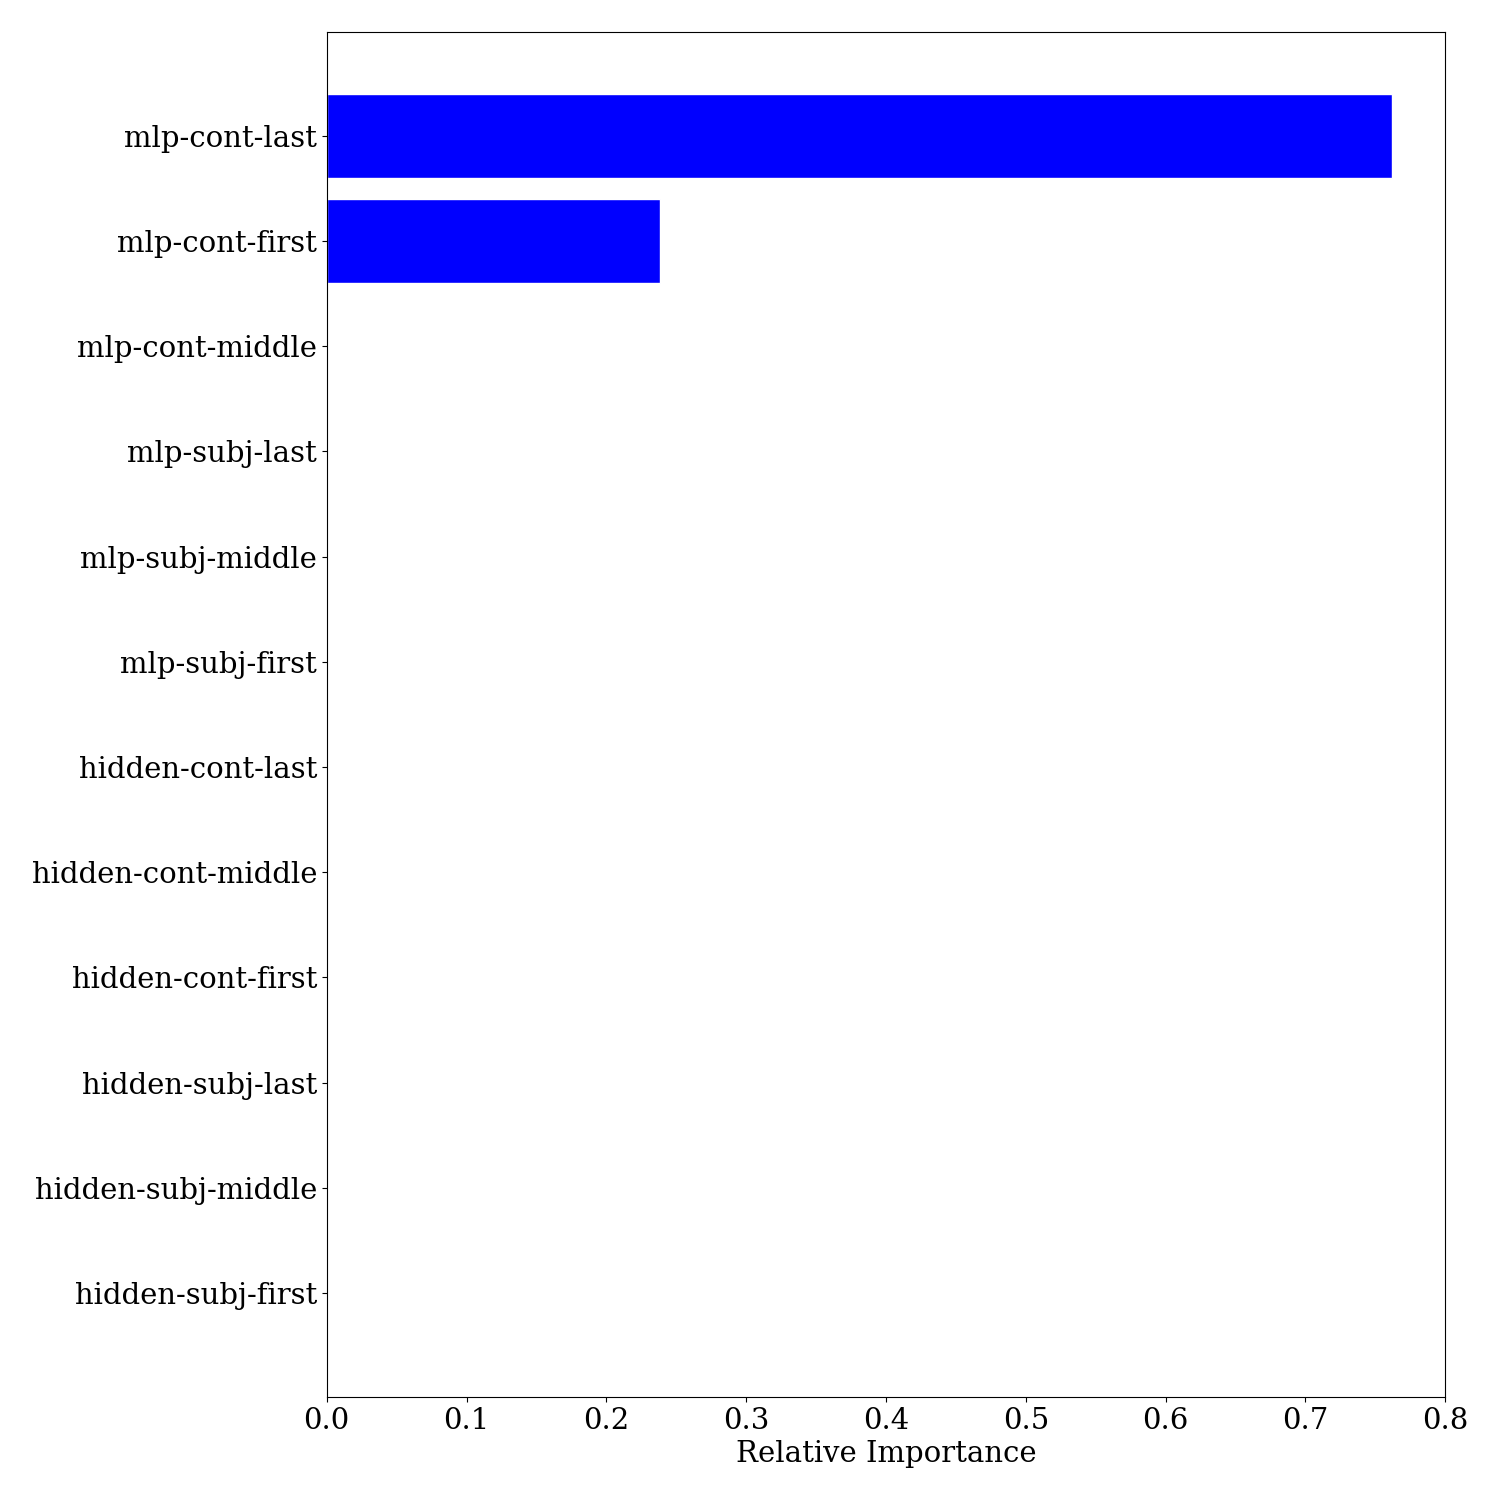 mlp-cont-last
mlp-cont-first
mlp-cont-middle
mlp-subj-last
mlp-subj-middle
mlp-subj-first
hidden-cont-last
hidden-cont-middle
hidden-cont-first
hidden-subj-last
hidden-subj-middle
hidden-subj-first
0.0 0.1 0.2 0.3 0.4 0.5 0.6 0.7 0.8
Relative Importance